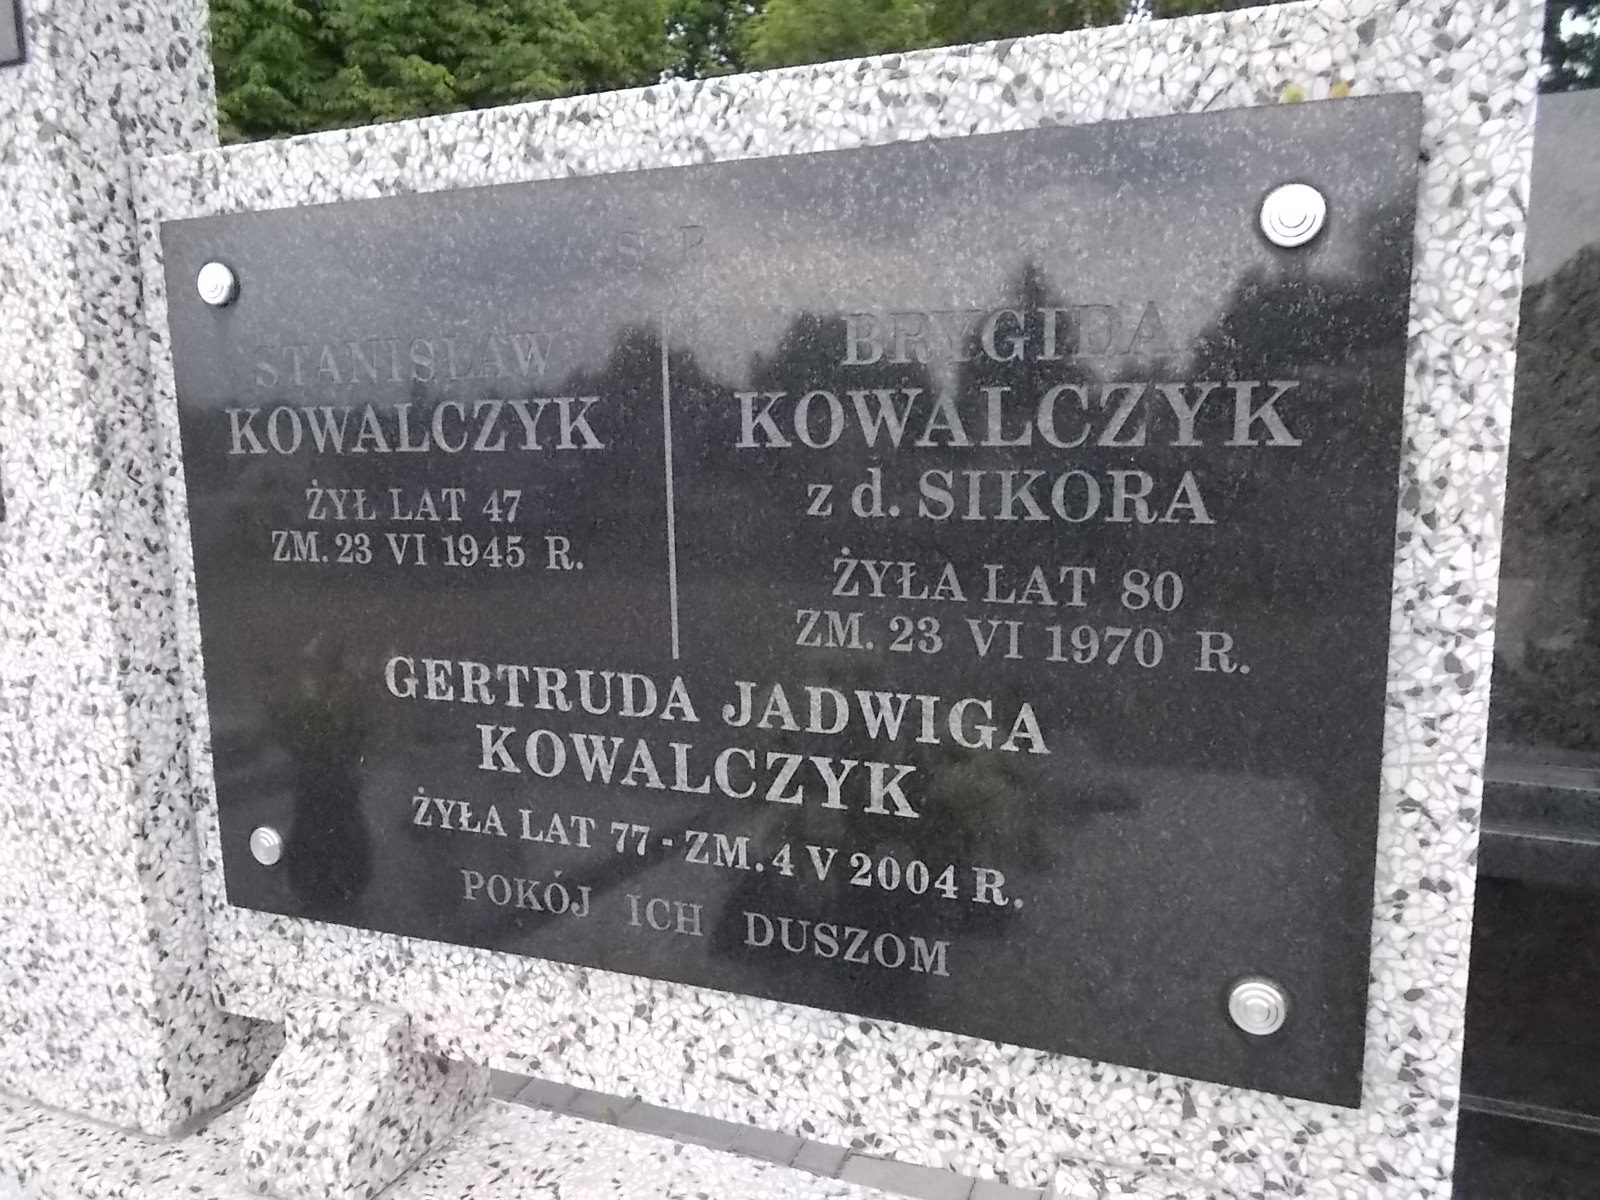 Ś P
STANISŁAW
KOWALCZYK
ŻYŁ LAT 47
ZM. 23 VI 1945 R.
BRYGIDA
KOWALCZYK
z d. SIKORA
ŻYŁA LAT 80
ZM. 23 VI 1970 R.
GERTRUDA JADWIGA
KOWALCZYK
ŻYŁA LAT 77 - ZM. 4 V 2004 R.
POKÓJ ICH DUSZOM